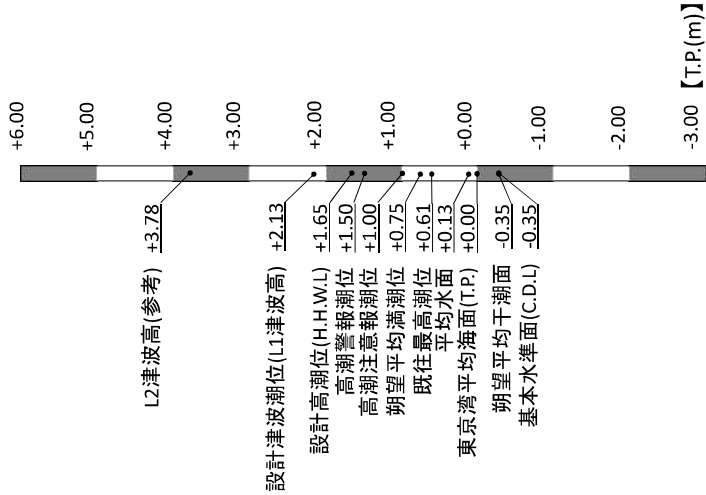 +6.00
+5.00
+4.00
+3.00
+2.00
+1.00
+0.00
-1.00
-2.00
-3.00
【T.P.(m)】
L2津波高(参考) +3.78
設計津波潮位(L1津波高) +2.13
設計高潮位(H.H.W.L) +1.65
高潮警報潮位 +1.50
高潮注意報潮位 +1.00
朔望平均満潮位 +0.75
既往最高潮位 +0.61
平均水面 +0.13
東京湾平均海面(T.P.) +0.00
朔望平均干潮面 -0.35
基本水準面(C.D.L) -0.35